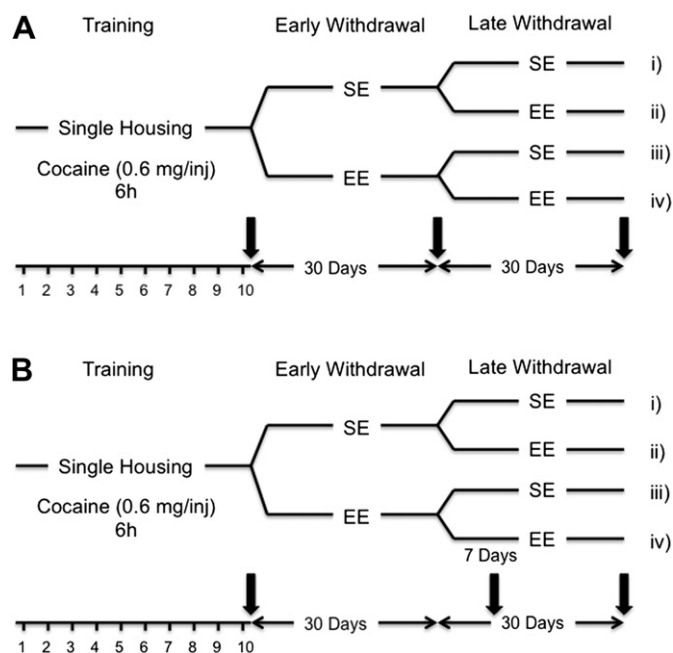 A
Training
Early Withdrawal
Late Withdrawal
SE
i)
SE
EE
ii)
Single Housing
Cocaine (0.6 mg/inj)
6h
SE
iii)
EE
EE
iv)
30 Days
30 Days
1 2 3 4 5 6 7 8 9 10
B
Training
Early Withdrawal
Late Withdrawal
SE
i)
SE
EE
ii)
Single Housing
Cocaine (0.6 mg/inj)
6h
SE
iii)
EE
EE
iv)
7 Days
30 Days
30 Days
1 2 3 4 5 6 7 8 9 10